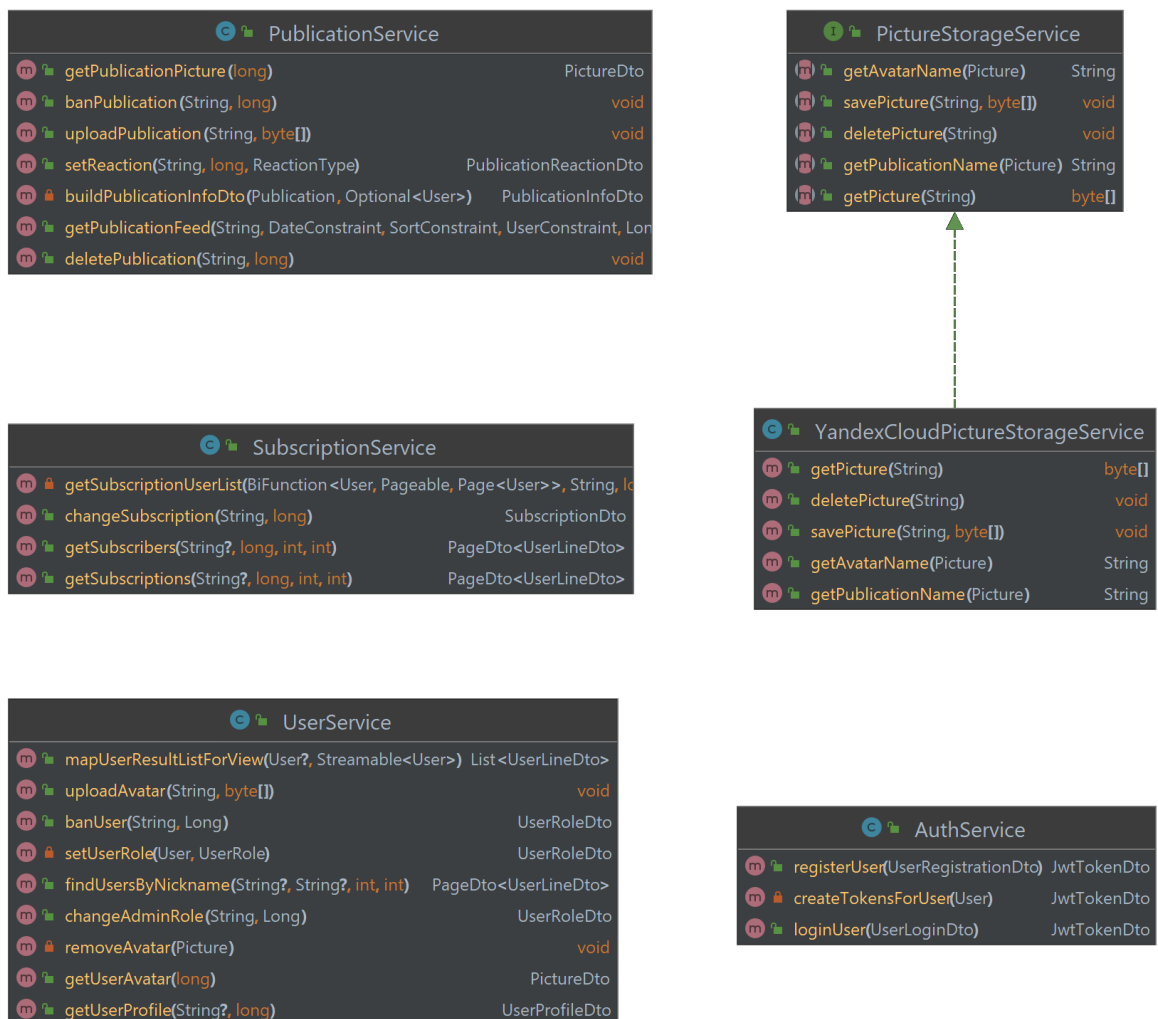 PublicationService
getPublicationPicture(long) PictureDto
banPublication(String, long) void
uploadPublication(String, byte[]) void
setReaction(String, long, ReactionType) PublicationReactionDto
buildPublicationInfoDto(Publication, Optional<User>) PublicationInfoDto
getPublicationFeed(String, DateConstraint, SortConstraint, UserConstraint, Lon
deletePublication(String, long) void
PictureStorageService
getAvatarName(Picture) String
savePicture(String, byte[]) void
deletePicture(String) void
getPublicationName(Picture) String
getPicture(String) byte[]
SubscriptionService
getSubscriptionUserList(BiFunction<User, Pageable, Page<User>>, String, lo
changeSubscription(String, long) SubscriptionDto
getSubscribers(String?, long, int, int) PageDto<UserLineDto>
getSubscriptions(String?, long, int, int) PageDto<UserLineDto>
YandexCloudPictureStorageService
getPicture(String) byte[]
deletePicture(String) void
savePicture(String, byte[]) void
getAvatarName(Picture) String
getPublicationName(Picture) String
UserService
mapUserResultListForView(User?, Streamable<User>) List<UserLineDto>
uploadAvatar(String, byte[]) void
banUser(String, Long) UserRoleDto
setUserRole(User, UserRole) UserRoleDto
findUsersByNickname(String?, String?, int, int) PageDto<UserLineDto>
changeAdminRole(String, Long) UserRoleDto
removeAvatar(Picture) void
getUserAvatar(long) PictureDto
getUserProfile(String?, long) UserProfileDto
AuthService
registerUser(UserRegistrationDto) JwtTokenDto
createTokensForUser(User) JwtTokenDto
loginUser(UserLoginDto) JwtTokenDto